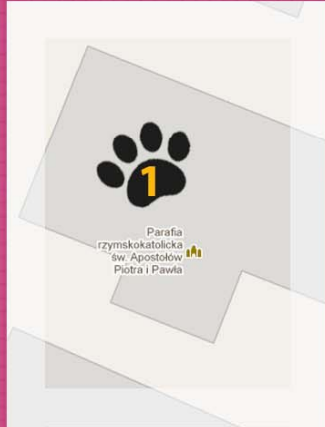 1
Parafia
rzymskokatolicka
św. Apostołów
Piotra i Pawła